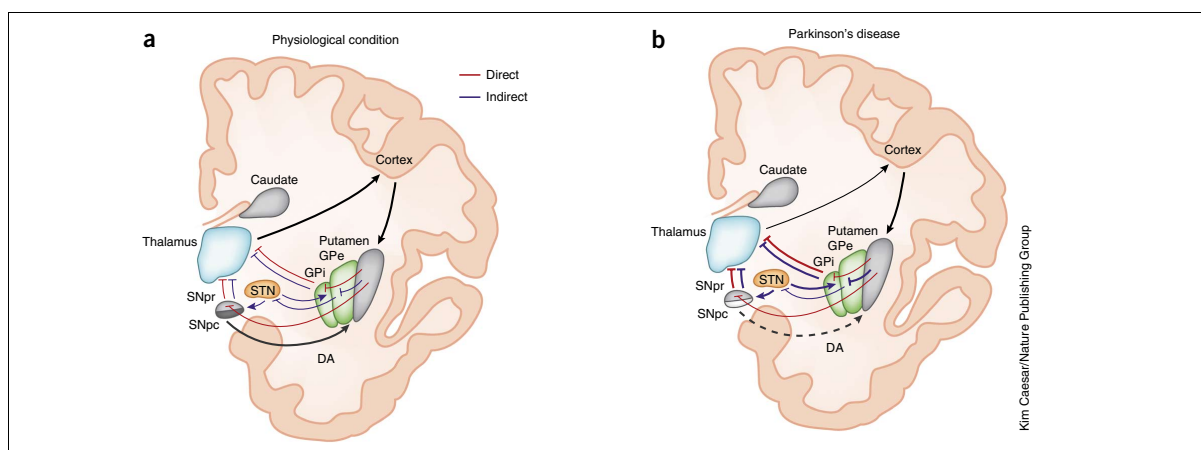 a
Physiological condition
Direct
Indirect
Cortex
Caudate
Thalamus
Putamen
GPe
GPi
STN
SNpr
SNpc
DA
b
Parkinson's disease
Cortex
Caudate
Thalamus
Putamen
GPe
GPi
STN
SNpr
SNpc
DA
Kim Caesar/Nature Publishing Group